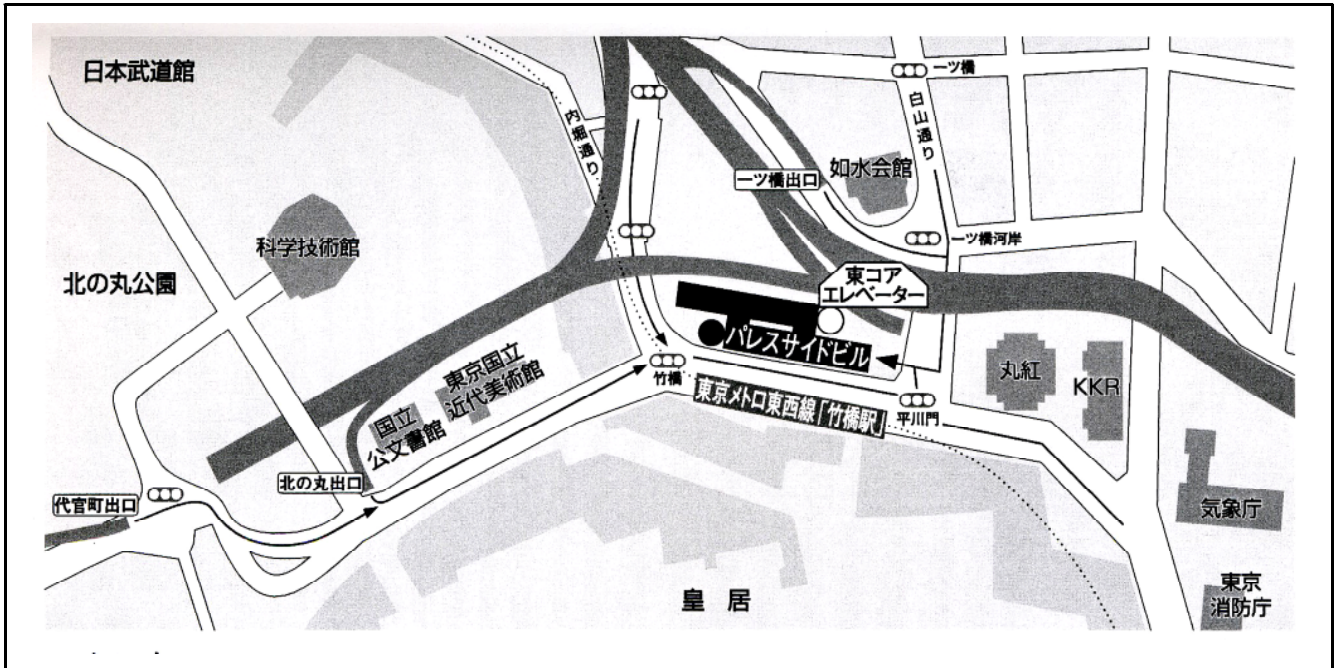 日本武道館
一ツ橋
内堀通り
白山通り
如水会館
一ツ橋出口
一ツ橋河岸
科学技術館
東コア
エレベーター
北の丸公園
パレスサイドビル
東京国立
近代美術館
竹橋
丸紅
KKR
東京メトロ東西線「竹橋駅」
平川門
国立
公文書館
北の丸出口
代官町出口
気象庁
皇居
東京
消防庁